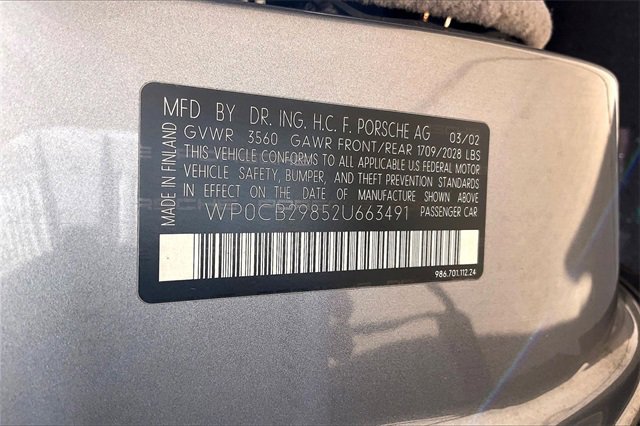 MFD BY DR. ING. H.C. F. PORSCHE AG 03/02
GVWR 3560 GAWR FRONT/REAR 1709/2028 LBS
THIS VEHICLE CONFORMS TO ALL APPLICABLE U.S FEDERAL MOTOR
VEHICLE SAFETY, BUMPER, AND THEFT PREVENTION STANDARDS
IN EFFECT ON THE DATE OF MANUFACTURE SHOWN ABOVE
WP0CB29852U663491 PASSENGER CAR
986.701.112.24
MADE IN FINLAND